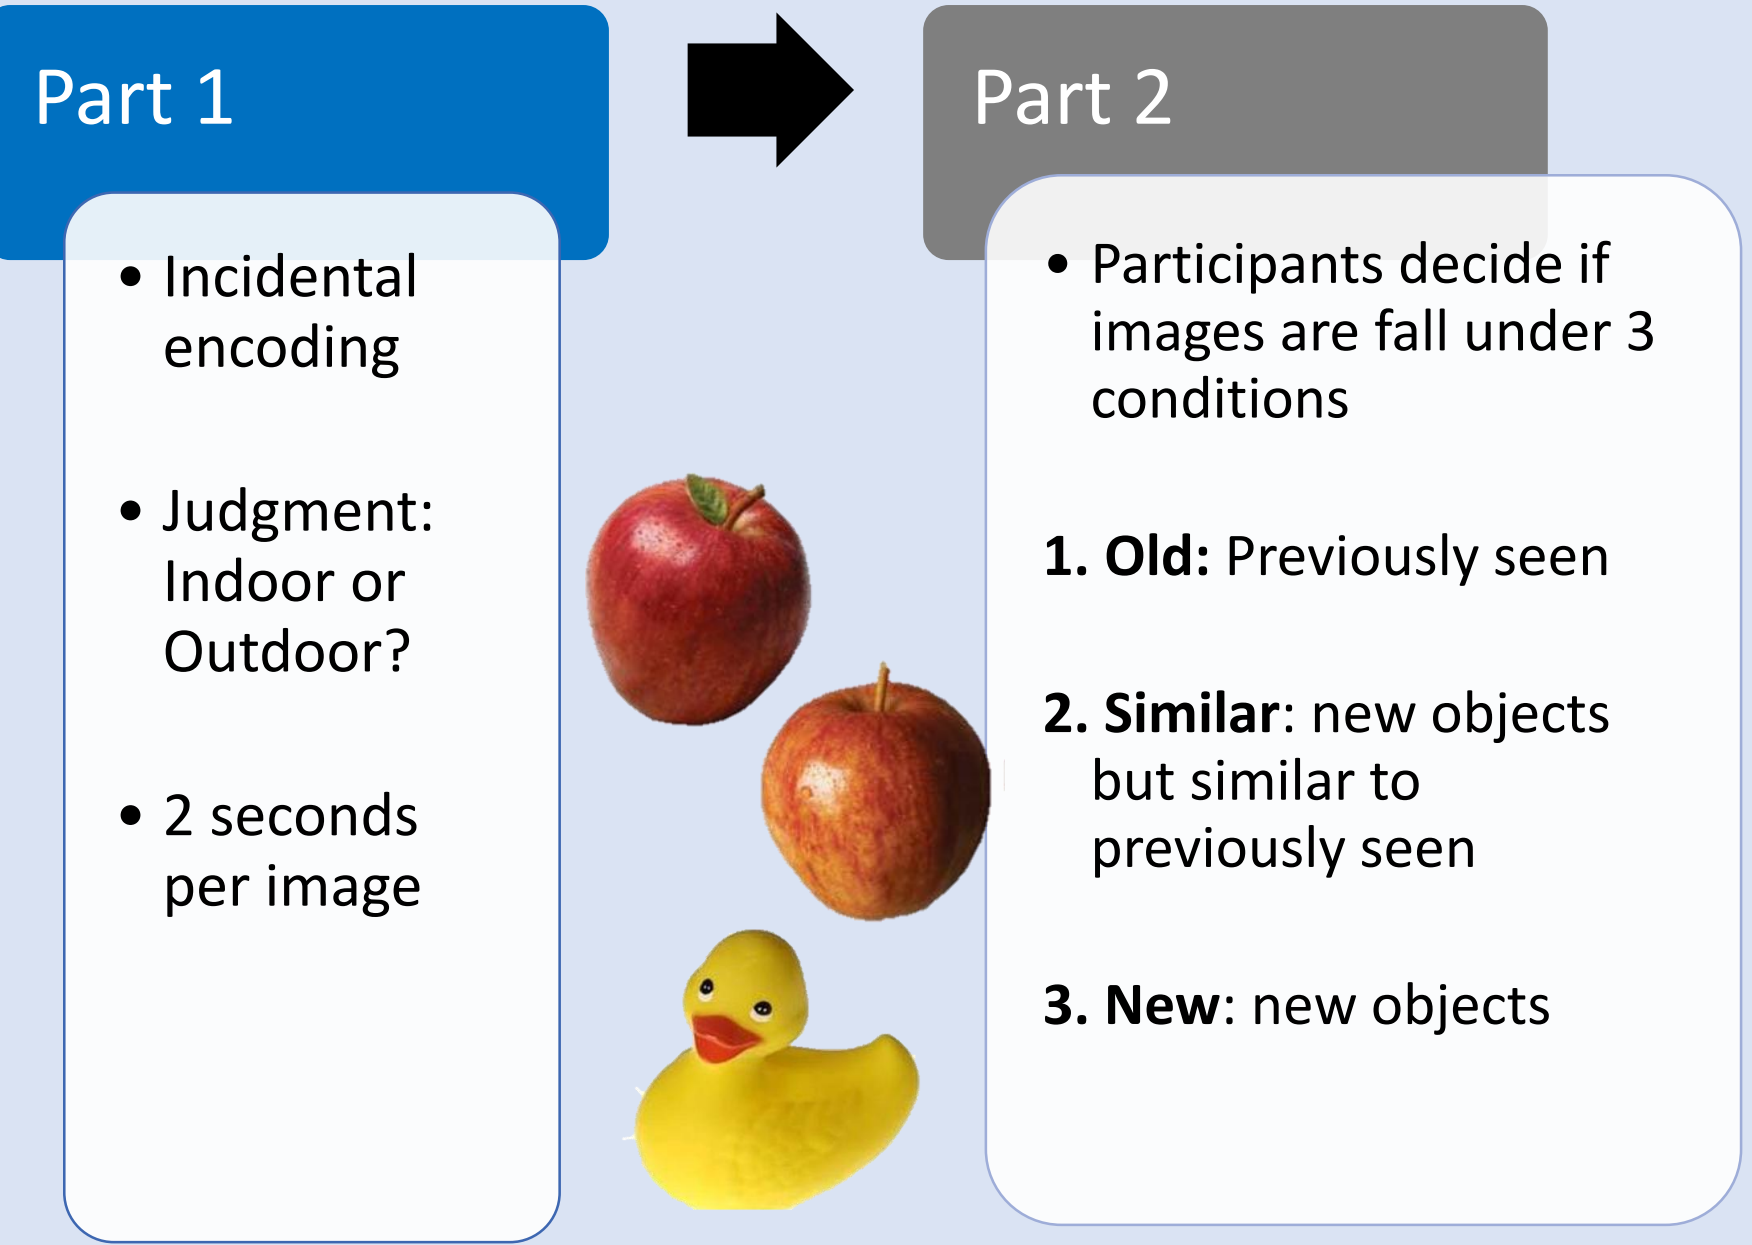 Part 1
• Incidental
encoding
• Judgment:
Indoor or
Outdoor?
• 2 seconds
per image
Part 2
• Participants decide if
images are fall under 3
conditions
1. Old: Previously seen
2. Similar: new objects
but similar to
previously seen
3. New: new objects